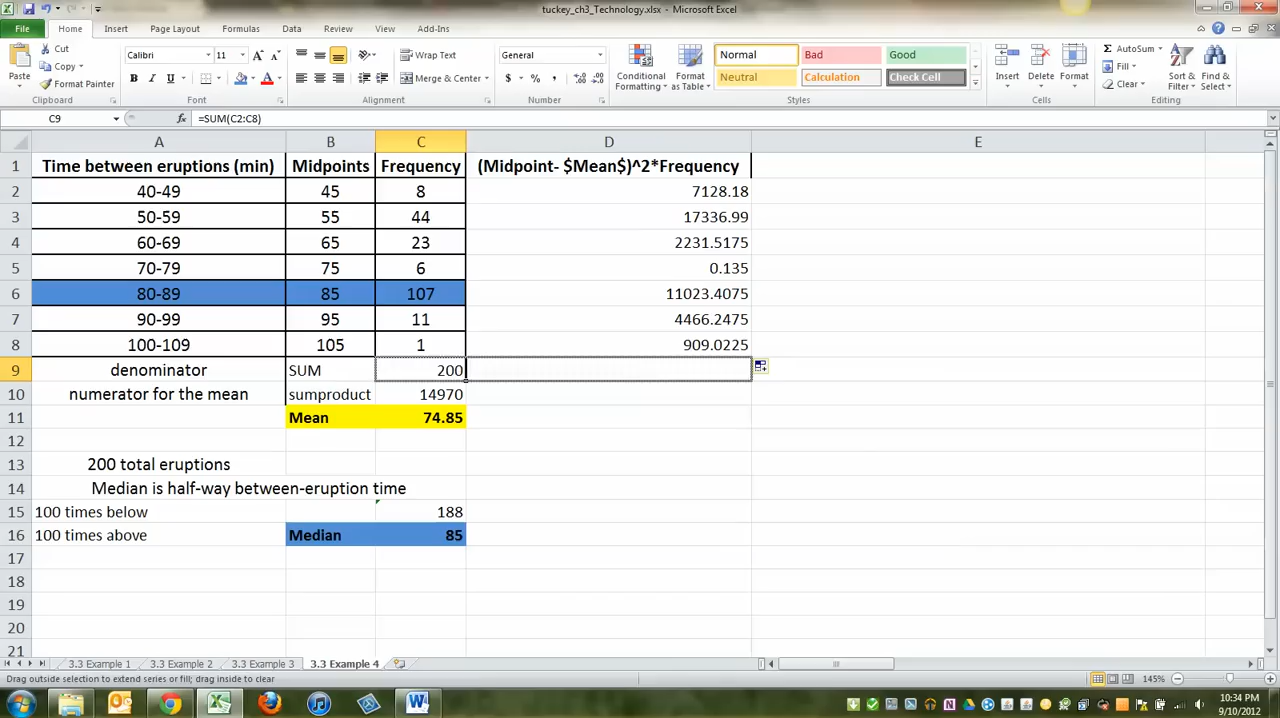 tuckey_ch3_Technology.xlsx - Microsoft Excel
File Home Insert Page Layout Formulas Data Review View Add-Ins
Paste Cut Copy Format Painter Clipboard
Calibri 11 A A B I U A Font
Wrap Text Merge & Center Alignment
General $ % , Number
Conditional Formatting Format as Table Normal Bad Good Neutral Calculation Check Cell Styles
Insert Delete Format Cells
AutoSum Fill Clear Sort & Filter Find & Select Editing
C9 fx =SUM(C2:C8)
A B C D E
1 Time between eruptions (min) Midpoints Frequency (Midpoint- $Mean$)^2*Frequency
2 40-49 45 8 7128.18
3 50-59 55 44 17336.99
4 60-69 65 23 2231.5175
5 70-79 75 6 0.135
6 80-89 85 107 11023.4075
7 90-99 95 11 4466.2475
8 100-109 105 1 909.0225
9 denominator SUM 200
10 numerator for the mean sumproduct 14970
11 Mean 74.85
12
13 200 total eruptions
14 Median is half-way between-eruption time
15 100 times below 188
16 100 times above Median 85
17
18
19
20
21
3.3 Example 1 3.3 Example 2 3.3 Example 3 3.3 Example 4
Drag outside selection to extend series or fill; drag inside to clear 145%
10:34 PM
9/10/2012